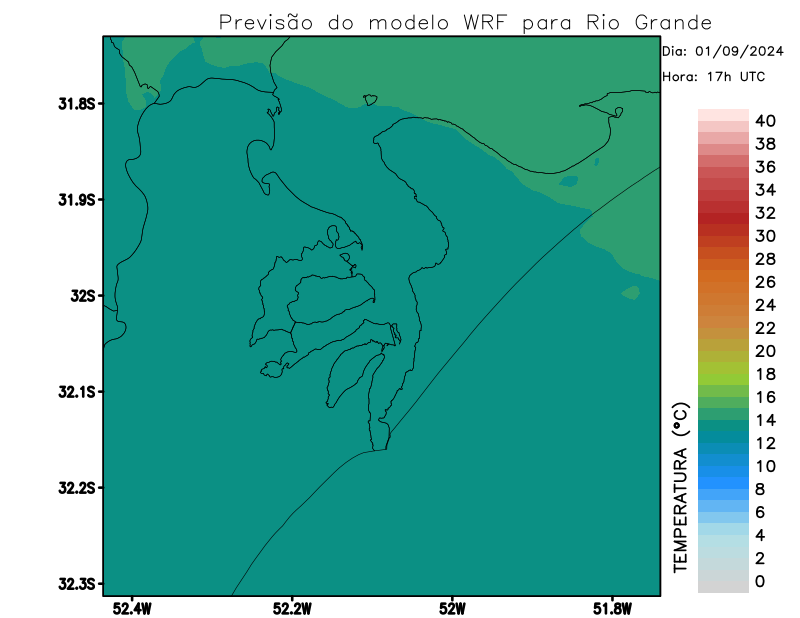 Previsão do modelo WRF para Rio Grande
Dia: 01/09/2024
Hora: 17h UTC
31.8S
31.9S
32S
32.1S
32.2S
32.3S
52.4W
52.2W
52W
51.8W
TEMPERATURA (°C)
40
38
36
34
32
30
28
26
24
22
20
18
16
14
12
10
8
6
4
2
0